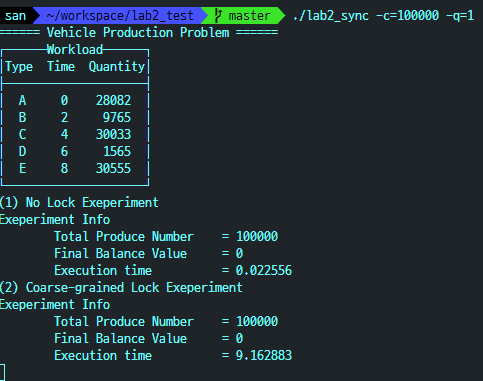 san ~/workspace/lab2_test master ./lab2_sync -c=100000 -q=1
====== Vehicle Production Problem ======
Workload
|Type Time Quantity|
A 0 28082
B 2 9765
C 4 30033
D 6 1565
E 8 30555
(1) No Lock Exeperiment
Exeperiment Info
Total Produce Number = 100000
Final Balance Value = 0
Execution time = 0.022556
(2) Coarse-grained Lock Exeperiment
Exeperiment Info
Total Produce Number = 100000
Final Balance Value = 0
Execution time = 9.162883